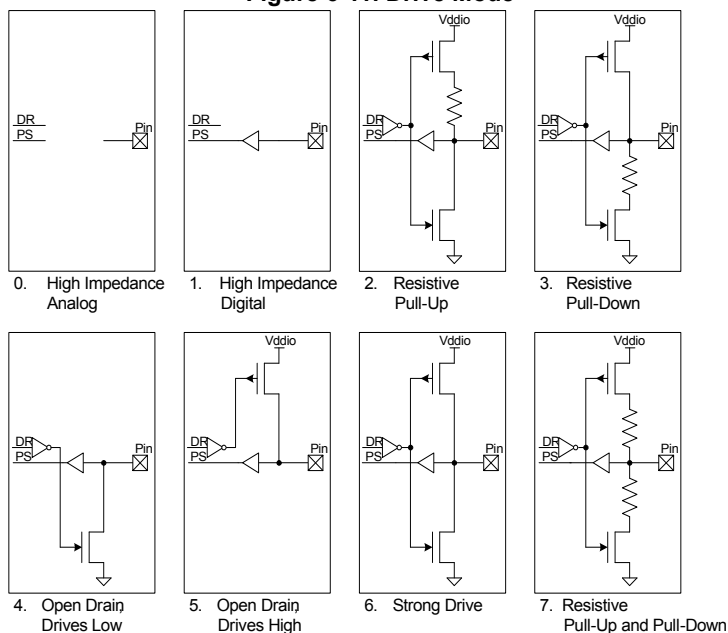 Figure Drive Mode
DR
PS
Pin
0. High Impedance
Analog
DR
PS
Pin
1. High Impedance
Digital
Vddio
DR
PS
Pin
2. Resistive
Pull-Up
Vddio
DR
PS
Pin
3. Resistive
Pull-Down
DR
PS
Pin
4. Open Drain,
Drives Low
Vddio
DR
PS
Pin
5. Open Drain,
Drives High
Vddio
DR
PS
Pin
6. Strong Drive
Vddio
DR
PS
Pin
7. Resistive
Pull-Up and Pull-Down